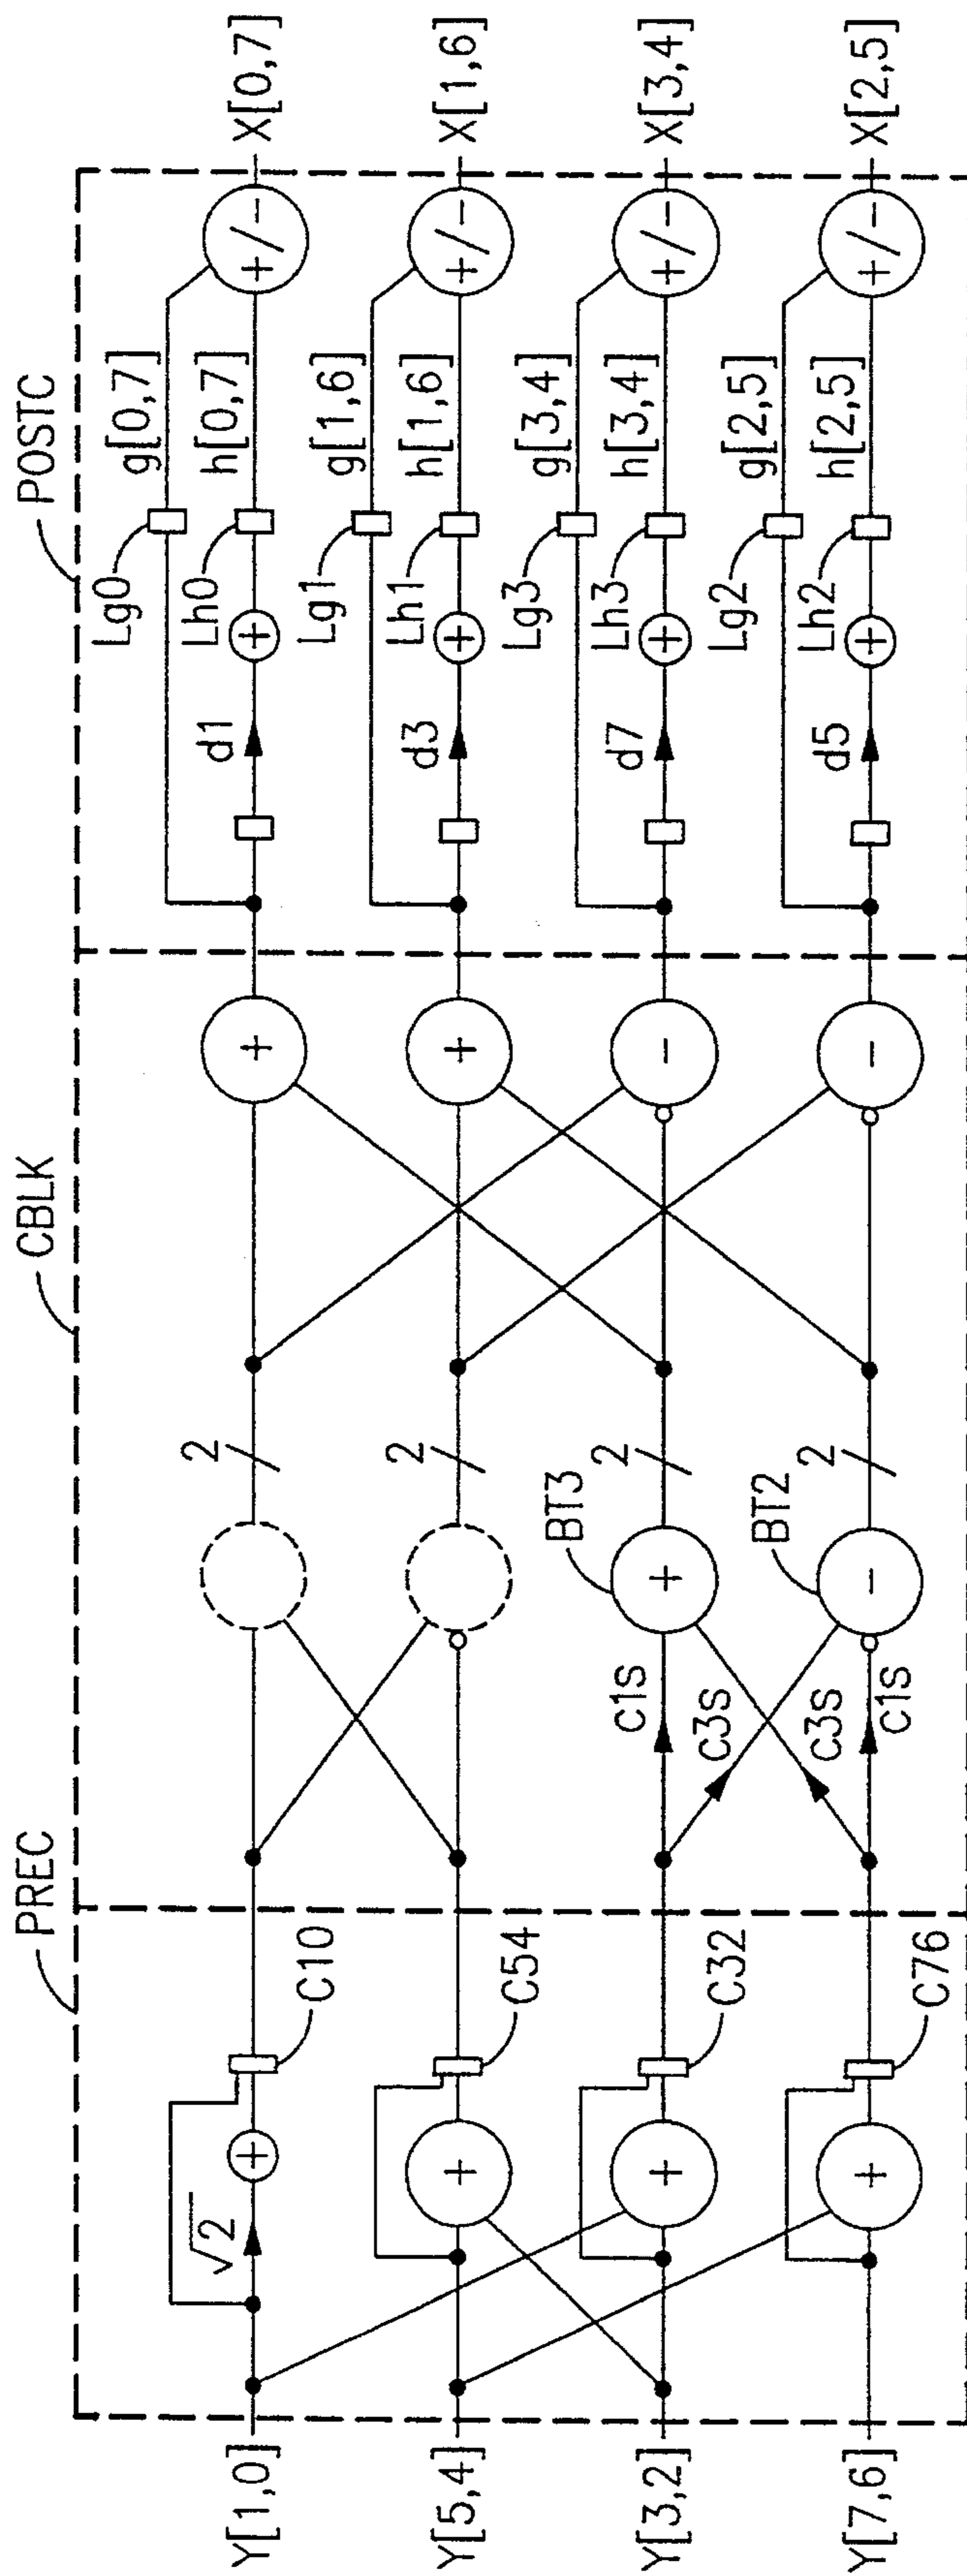 PREC
CBLK
POSTC
Y[1,0]
√2
+
C10
2
+
d1
Lg0
Lh0
+
g[0,7]
h[0,7]
+/-
X[0,7]
Y[5,4]
+
C54
2
+
d3
Lg1
Lh1
+
g[1,6]
h[1,6]
+/-
X[1,6]
Y[3,2]
+
C32
c1s
c3s
BT3
+
2
-
d7
Lg3
Lh3
+
g[3,4]
h[3,4]
+/-
X[3,4]
Y[7,6]
+
C76
c3s
c1s
BT2
-
2
-
d5
Lg2
Lh2
+
g[2,5]
h[2,5]
+/-
X[2,5]